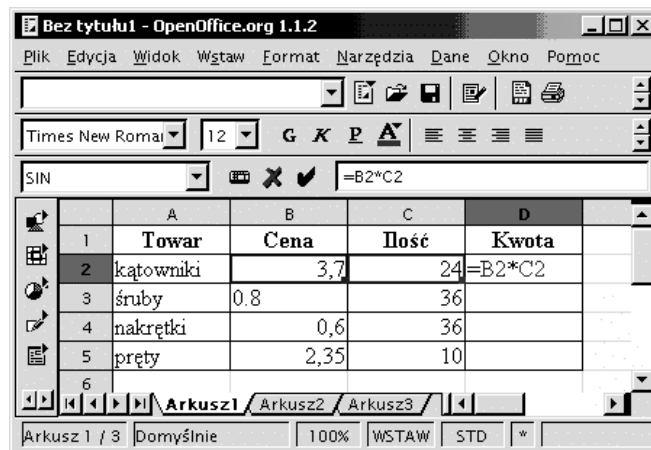 Bez tytułu1 - OpenOffice.org 1.1.2
Plik Edycja Widok Wstaw Format Narzędzia Dane Okno Pomoc
Times New Roma 12 G K P A
SIN =B2*C2
A B C D
1 Towar Cena Ilość Kwota
2 kątowniki 3,7 24 =B2*C2
3 śruby 0.8 36
4 nakrętki 0,6 36
5 pręty 2,35 10
6
Arkusz1 Arkusz2 Arkusz3
Arkusz 1 / 3 Domyślnie 100% WSTAW STD *